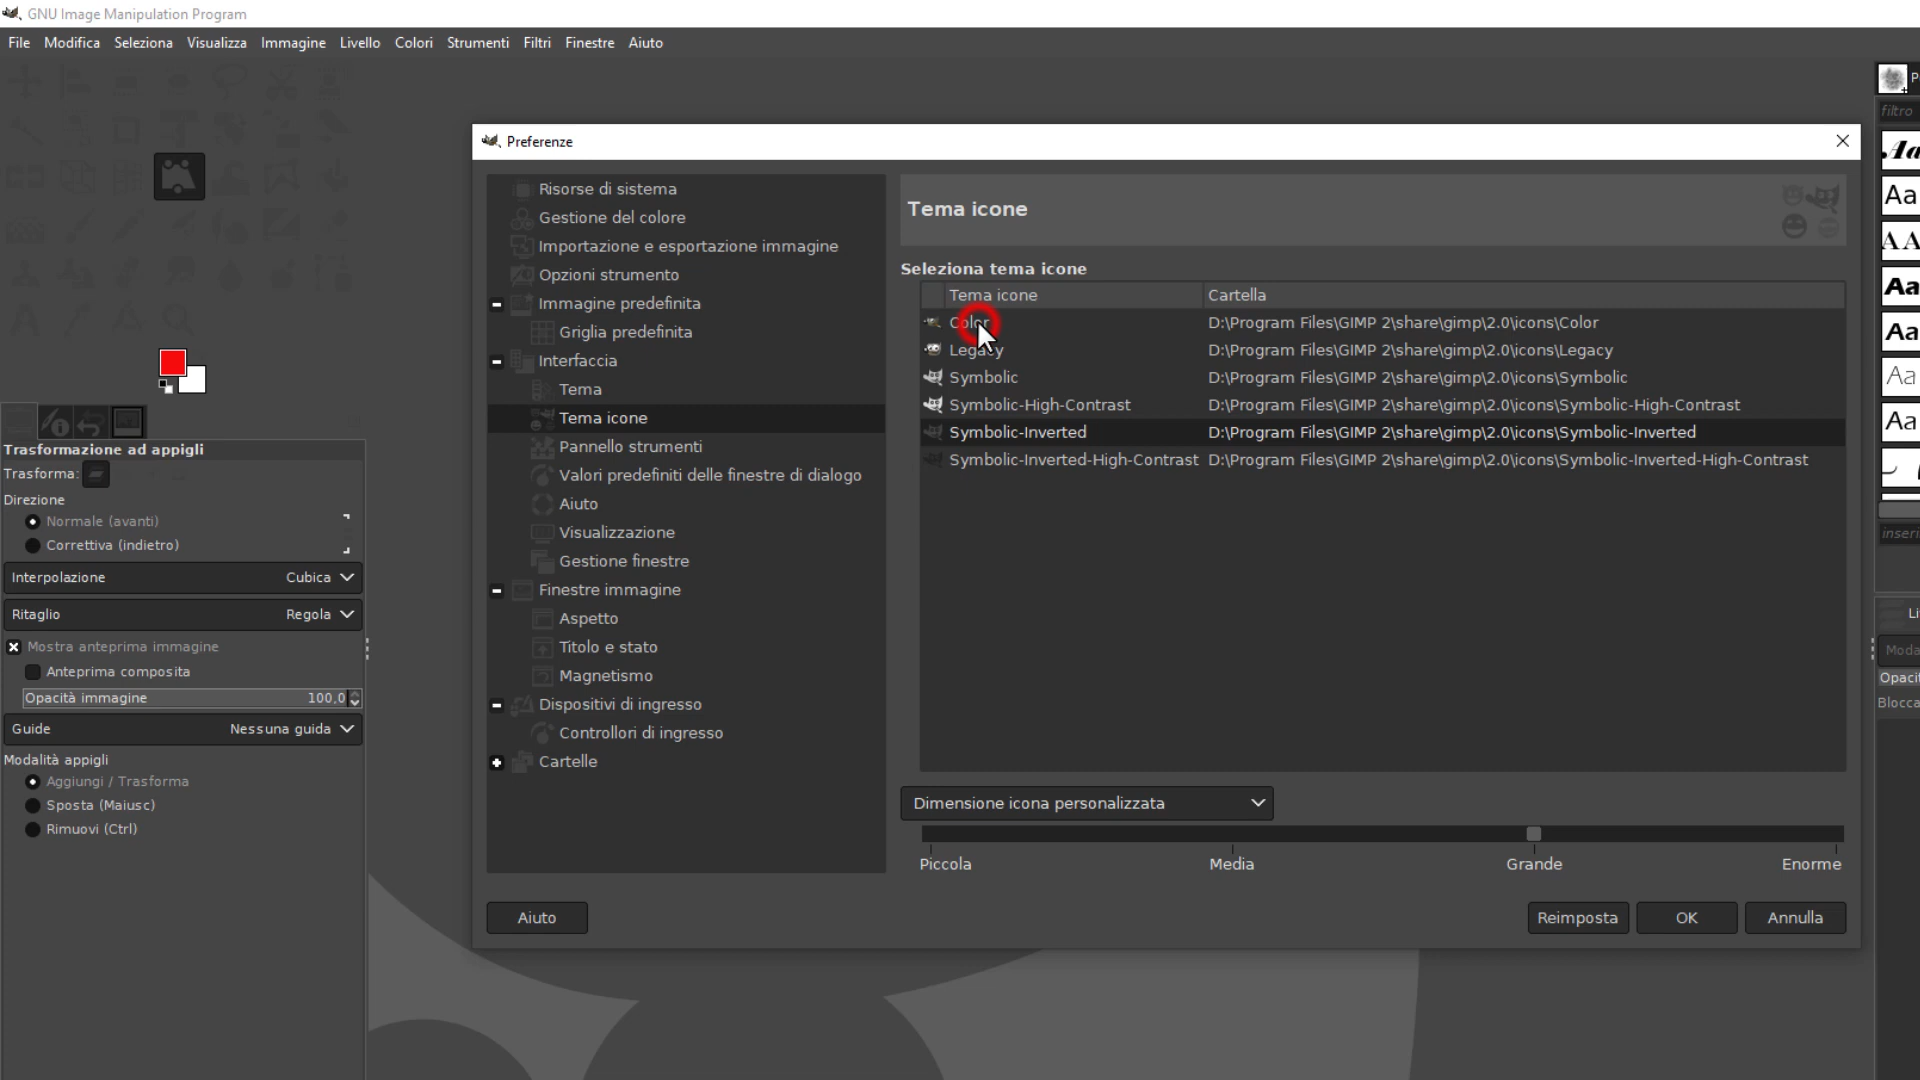 GNU Image Manipulation Program
File Modifica Seleziona Visualizza Immagine Livello Colori Strumenti Filtri Finestre Aiuto
Preferenze
Risorse di sistema
Gestione del colore
Importazione e esportazione immagine
Opzioni strumento
Immagine predefinita
Griglia predefinita
Interfaccia
Tema
Tema icone
Pannello strumenti
Valori predefiniti delle finestre di dialogo
Aiuto
Visualizzazione
Gestione finestre
Finestre immagine
Aspetto
Titolo e stato
Magnetismo
Dispositivi di ingresso
Controllori di ingresso
Cartelle
Aiuto
Tema icone
Seleziona tema icone
Tema icone Cartella
Color D:\Program Files\GIMP 2\share\gimp\2.0\icons\Color
Legacy D:\Program Files\GIMP 2\share\gimp\2.0\icons\Legacy
Symbolic D:\Program Files\GIMP 2\share\gimp\2.0\icons\Symbolic
Symbolic-High-Contrast D:\Program Files\GIMP 2\share\gimp\2.0\icons\Symbolic-High-Contrast
Symbolic-Inverted D:\Program Files\GIMP 2\share\gimp\2.0\icons\Symbolic-Inverted
Symbolic-Inverted-High-Contrast D:\Program Files\GIMP 2\share\gimp\2.0\icons\Symbolic-Inverted-High-Contrast
Dimensione icona personalizzata
Piccola Media Grande Enorme
Reimposta OK Annulla
Trasformazione ad appigli
Trasforma:
Direzione
Normale (avanti)
Correttiva (indietro)
Interpolazione Cubica
Ritaglio Regola
Mostra anteprima immagine
Anteprima composita
Opacità immagine 100,0
Guide Nessuna guida
Modalità appigli
Aggiungi / Trasforma
Sposta (Maiusc)
Rimuovi (Ctrl)
filtro
Aa
Aa
AA
Aa
Aa
Aa
Aa